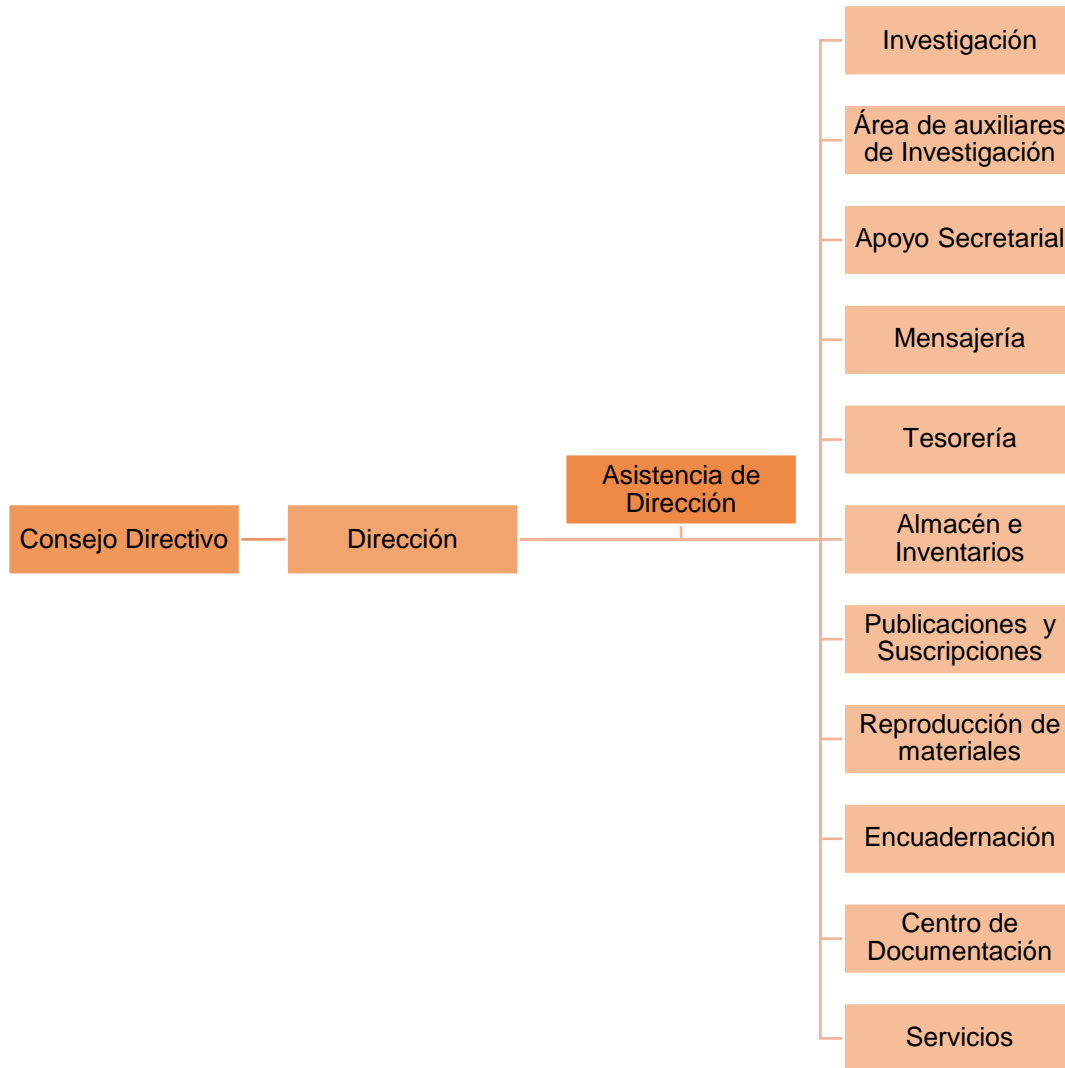 Consejo Directivo
Dirección
Asistencia de
Dirección
Investigación
Área de auxiliares
de Investigación
Apoyo Secretarial
Mensajería
Tesorería
Almacén e
Inventarios
Publicaciones  y
Suscripciones
Reproducción de
materiales
Encuadernación
Centro de
Documentación
Servicios